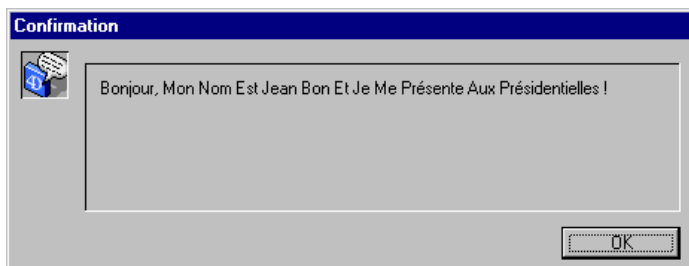 Confirmation
Bonjour, Mon Nom Est Jean Bon Et Je Me Présente Aux Présidentielles !
OK